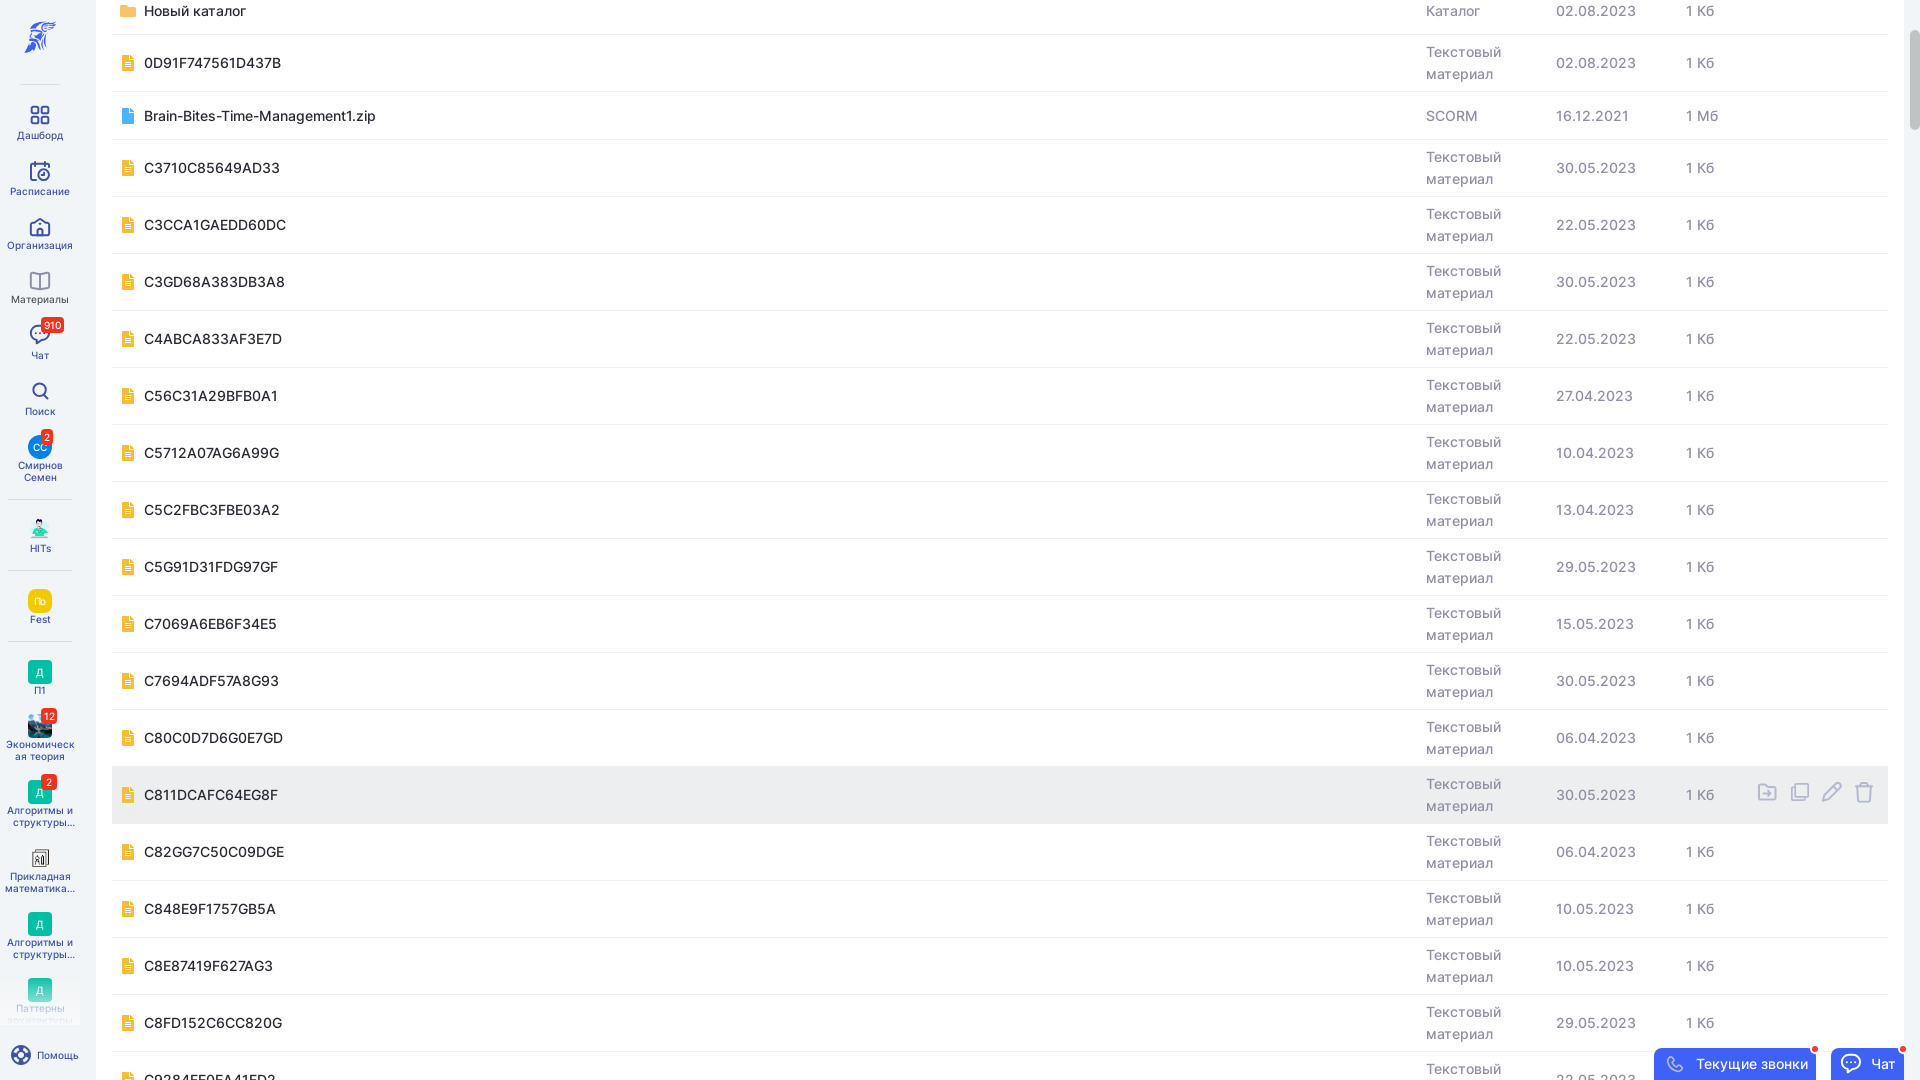 Дашборд
Расписание
Организация
Материалы
910
Чат
Поиск
СС
2
Смирнов
Семен
HITs
По
Fest
Д
П1
12
Экономическ
ая теория
Д
2
Алгоритмы и
структуры...
Прикладная
математика...
Д
Алгоритмы и
структуры...
Д
Паттерны
Помощь
Новый каталог Каталог 02.08.2023 1 Кб
0D91F747561D437B Текстовый материал 02.08.2023 1 Кб
Brain-Bites-Time-Management1.zip SCORM 16.12.2021 1 Мб
C3710C85649AD33 Текстовый материал 30.05.2023 1 Кб
C3CCA1GAEDD60DC Текстовый материал 22.05.2023 1 Кб
C3GD68A383DB3A8 Текстовый материал 30.05.2023 1 Кб
C4ABCA833AF3E7D Текстовый материал 22.05.2023 1 Кб
C56C31A29BFB0A1 Текстовый материал 27.04.2023 1 Кб
C5712A07AG6A99G Текстовый материал 10.04.2023 1 Кб
C5C2FBC3FBE03A2 Текстовый материал 13.04.2023 1 Кб
C5G91D31FDG97GF Текстовый материал 29.05.2023 1 Кб
C7069A6EB6F34E5 Текстовый материал 15.05.2023 1 Кб
C7694ADF57A8G93 Текстовый материал 30.05.2023 1 Кб
C80C0D7D6G0E7GD Текстовый материал 06.04.2023 1 Кб
C811DCAFC64EG8F Текстовый материал 30.05.2023 1 Кб
C82GG7C50C09DGE Текстовый материал 06.04.2023 1 Кб
C848E9F1757GB5A Текстовый материал 10.05.2023 1 Кб
C8E87419F627AG3 Текстовый материал 10.05.2023 1 Кб
C8FD152C6CC820G Текстовый материал 29.05.2023 1 Кб
Текстовый 22.05.2023
Текущие звонки
Чат